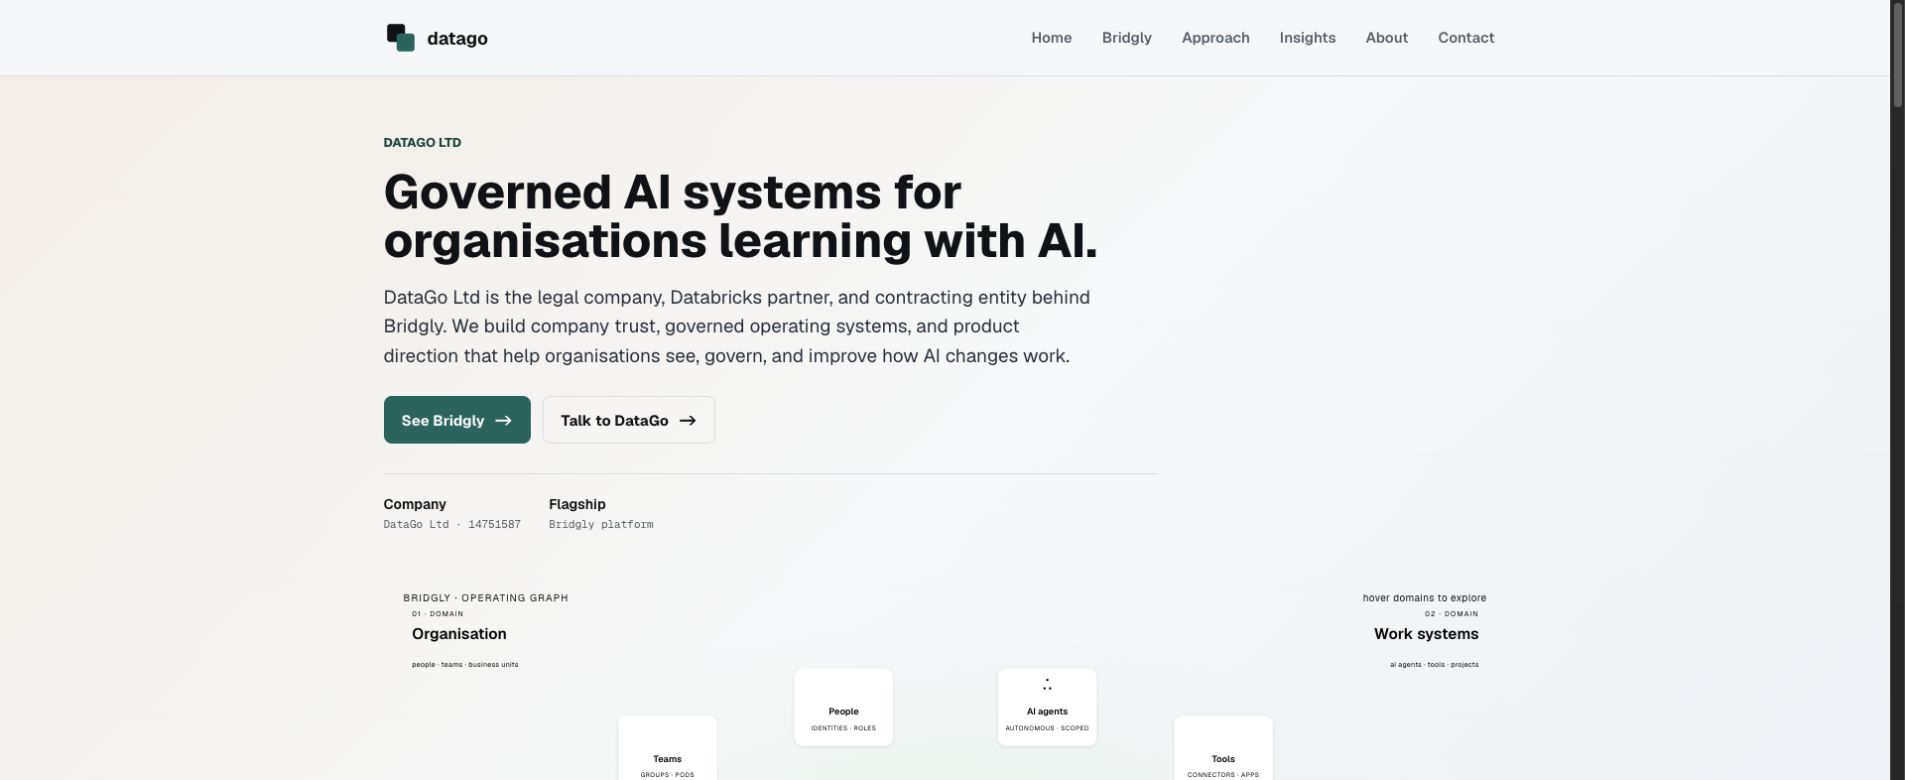 datago
Home Bridgly Approach Insights About Contact
DATAGO LTD
Governed AI systems for
organisations learning with AI.
DataGo Ltd is the legal company, Databricks partner, and contracting entity behind
Bridgly. We build company trust, governed operating systems, and product
direction that help organisations see, govern, and improve how AI changes work.
See Bridgly →
Talk to DataGo →
Company
DataGo Ltd · 14751587
Flagship
Bridgly platform
BRIDGLY · OPERATING GRAPH
hover domains to explore
01 · DOMAIN
Organisation
people · teams · business units
02 · DOMAIN
Work systems
ai agents · tools · projects
People
IDENTITIES · ROLES
AI agents
AUTONOMOUS · SCOPED
Teams
GROUPS · PODS
Tools
CONNECTORS · APPS